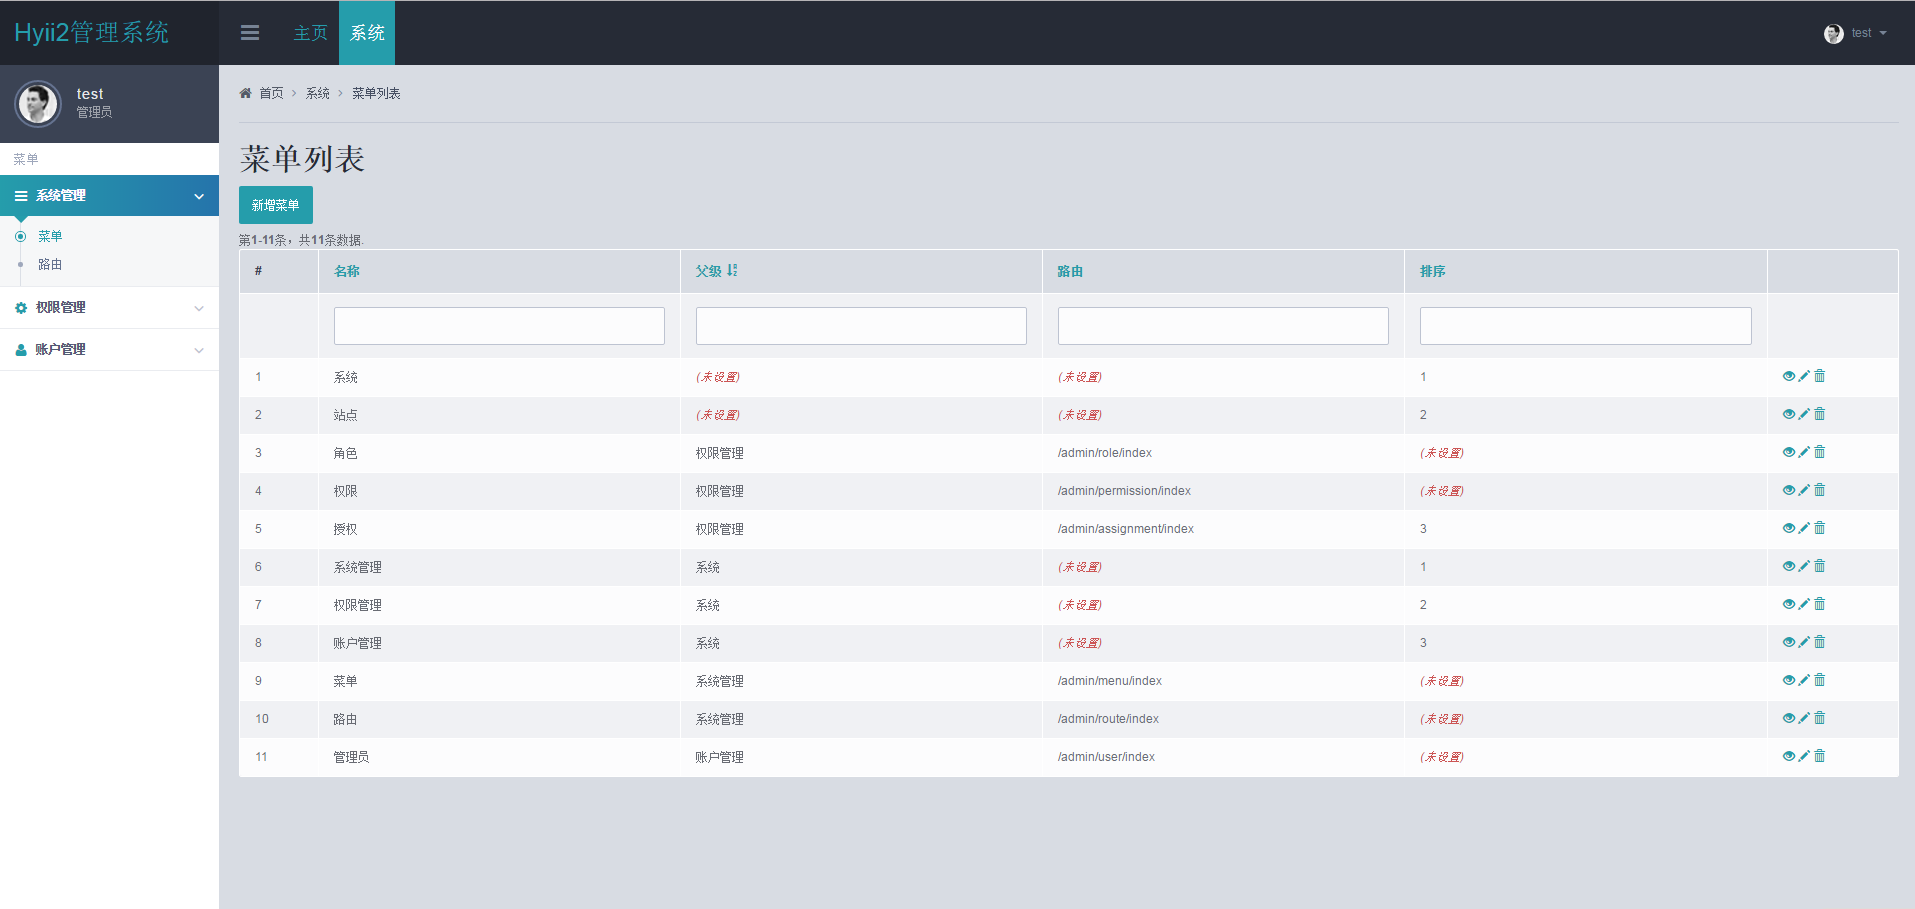 Hyii2管理系统
主页 系统
test
test
管理员
菜单
系统管理
菜单
路由
权限管理
账户管理
首页 系统 菜单列表
菜单列表
新增菜单
第1-11条，共11条数据.
# 名称 父级 路由 排序
1 系统 (未设置) (未设置) 1
2 站点 (未设置) (未设置) 2
3 角色 权限管理 /admin/role/index (未设置)
4 权限 权限管理 /admin/permission/index (未设置)
5 授权 权限管理 /admin/assignment/index 3
6 系统管理 系统 (未设置) 1
7 权限管理 系统 (未设置) 2
8 账户管理 系统 (未设置) 3
9 菜单 系统管理 /admin/menu/index (未设置)
10 路由 系统管理 /admin/route/index (未设置)
11 管理员 账户管理 /admin/user/index (未设置)